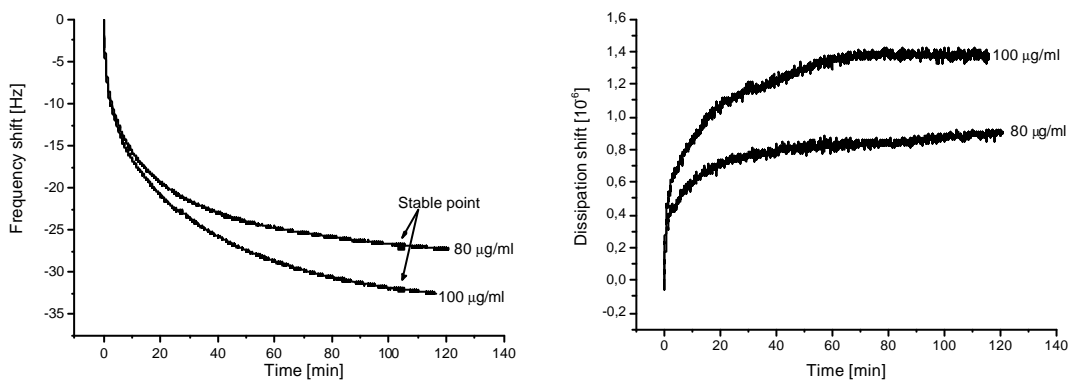 0
-5
-10
-15
-20
-25
-30
-35
Frequency shift [Hz]
Stable point
80 µg/ml
100 µg/ml
0 20 40 60 80 100 120 140
Time [min]
1,6
1,4
1,2
1,0
0,8
0,6
0,4
0,2
0,0
-0,2
Dissipation shift [10⁻⁶]
100 µg/ml
80 µg/ml
0 20 40 60 80 100 120 140
Time [min]